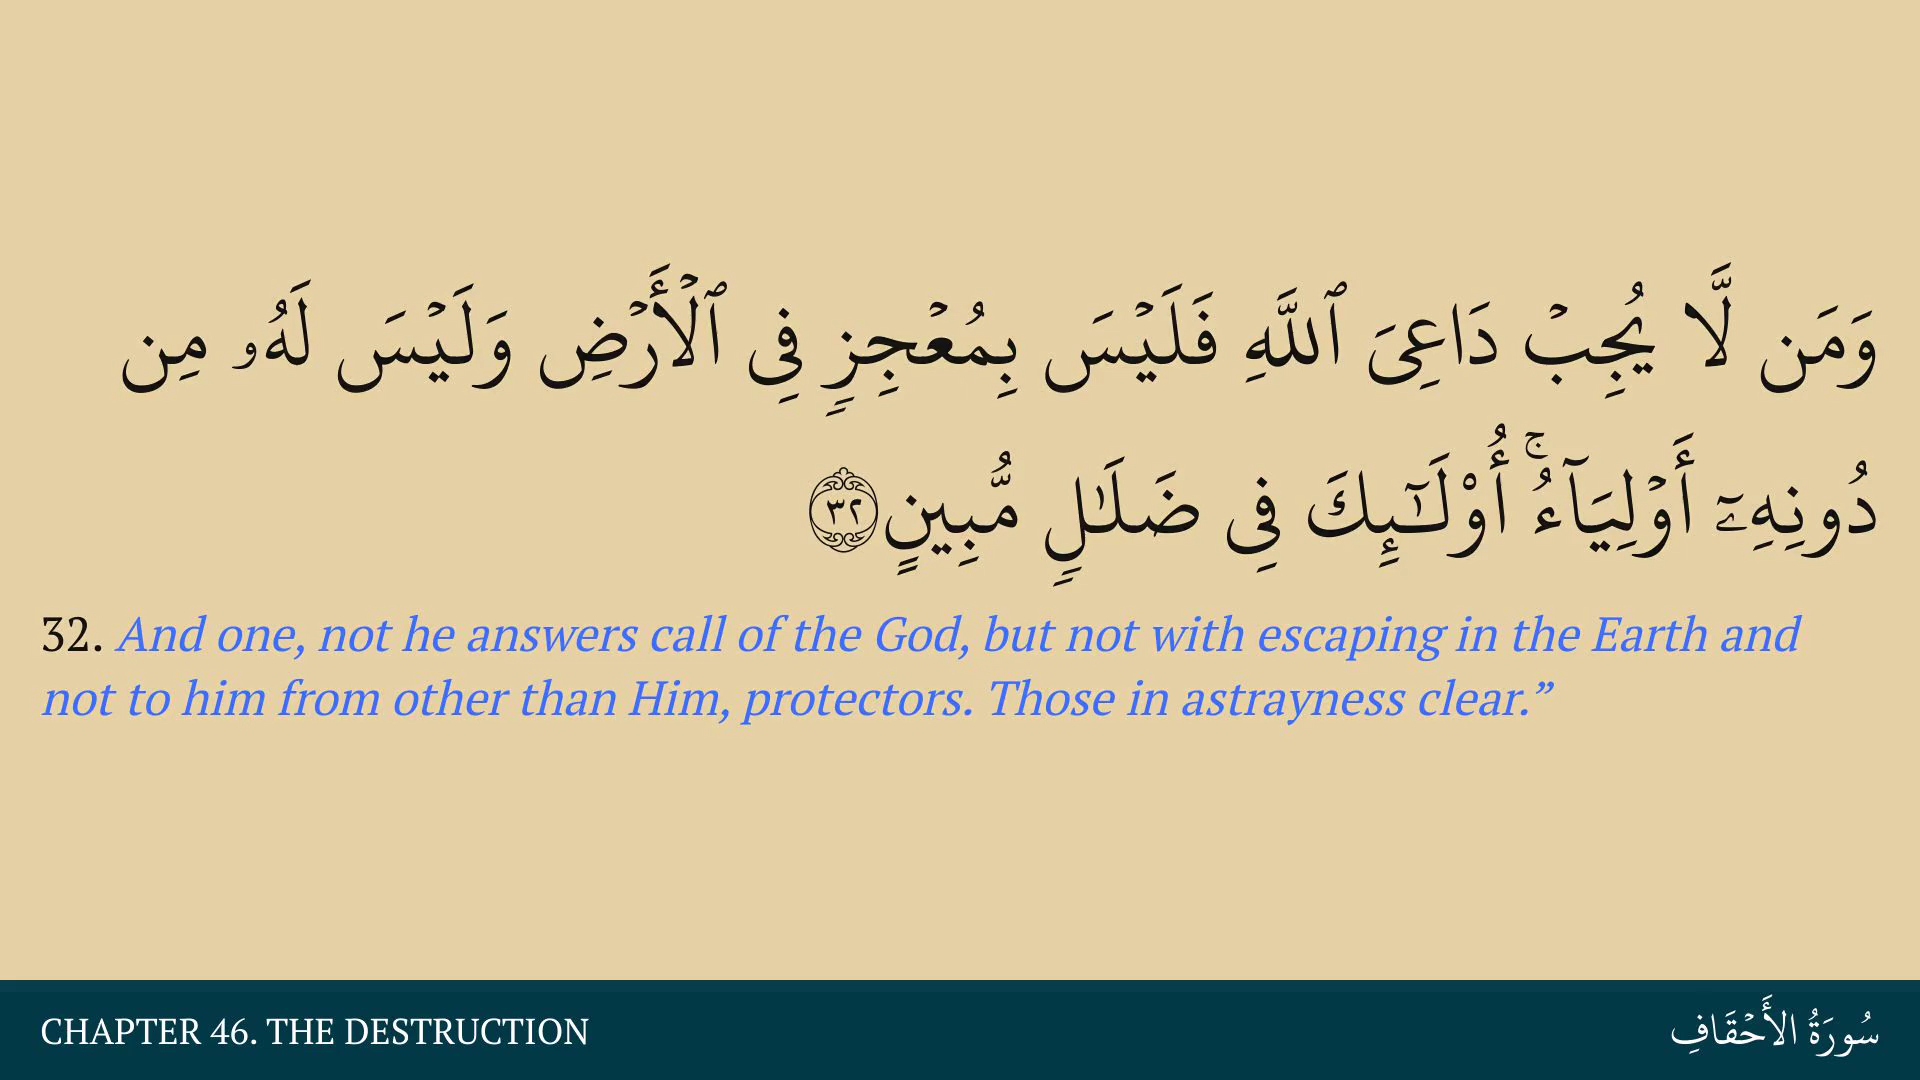 وَمَن لَّا يُجِبۡ دَاعِىَ ٱللَّهِ فَلَيۡسَ بِمُعۡجِزٍ فِى ٱلۡأَرۡضِ وَلَيۡسَ لَهُۥ مِن
دُونِهِۦٓ أَوۡلِيَآءُۚ أُوْلَـٰٓئِكَ فِى ضَلَـٰلٍ مُّبِينٍ ٣٢
32. And one, not he answers call of the God, but not with escaping in the Earth and
not to him from other than Him, protectors. Those in astrayness clear.”
CHAPTER 46. THE DESTRUCTION
سُورَةُ الأَحۡقَافِ